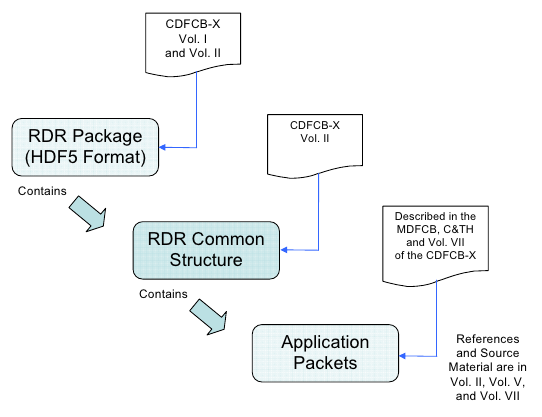 CDFCB-X
Vol. I
and Vol. II
RDR Package
(HDF5 Format)
CDFCB-X
Vol. II
Contains
Described in the
MDFCB, C&TH
and Vol. VII
of the CDFCB-X
RDR Common
Structure
Contains
Application
Packets
References
and Source
Material are in
Vol. II, Vol. V,
and Vol. VII